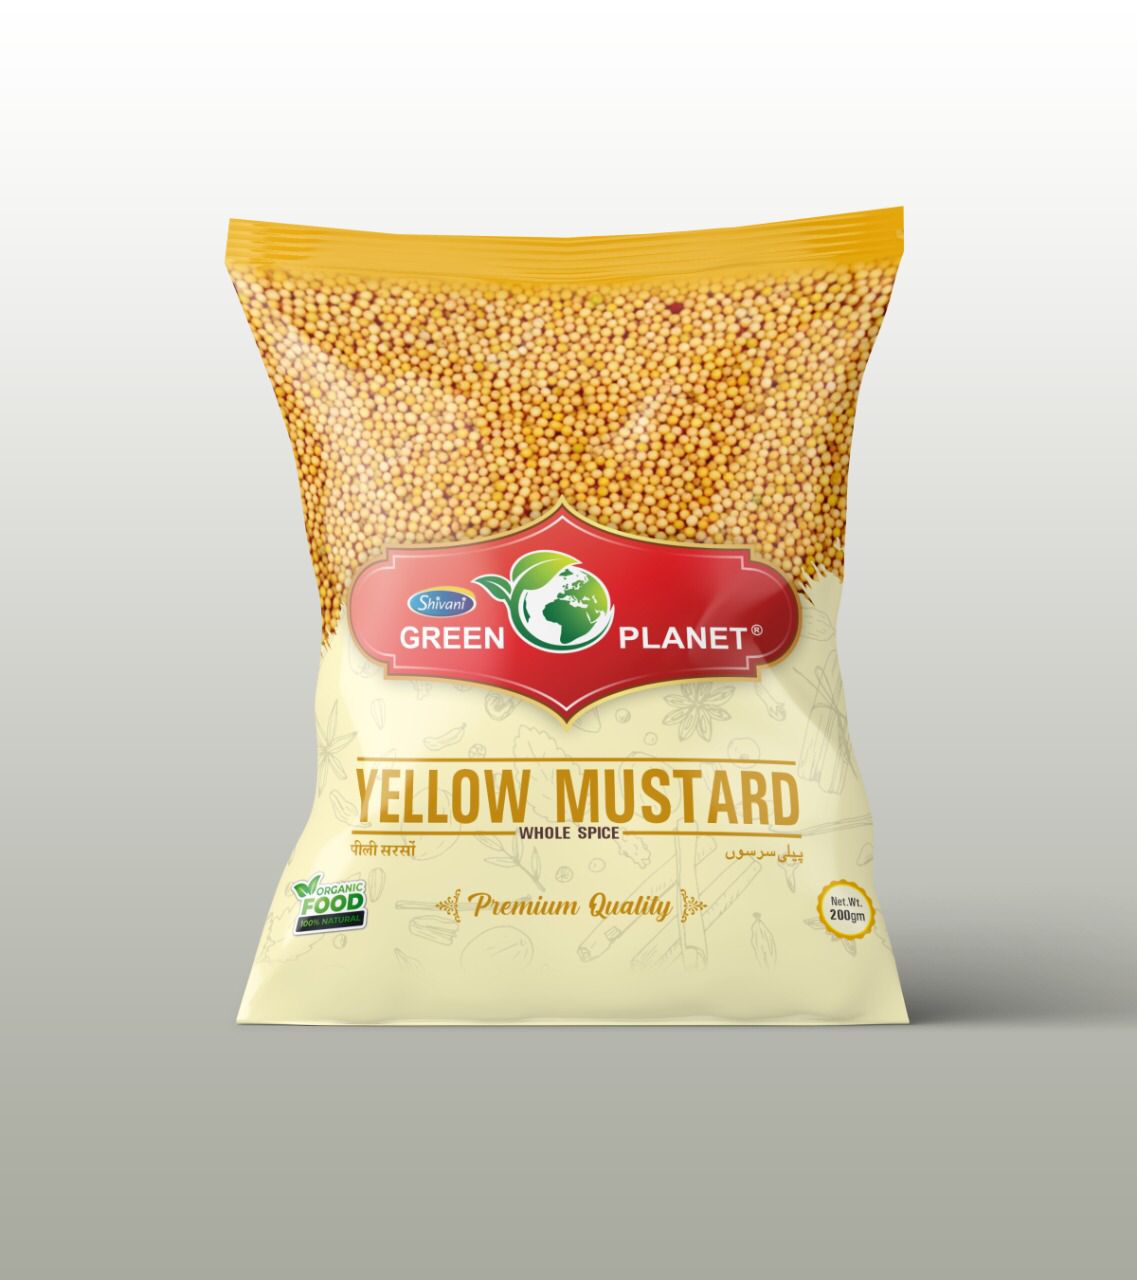 Shivani
GREEN PLANET®
YELLOW MUSTARD
WHOLE SPICE
पीली सरसों
پیلی سرسوں
ORGANIC
FOOD
100% NATURAL
Premium Quality
Net.Wt.
200gm